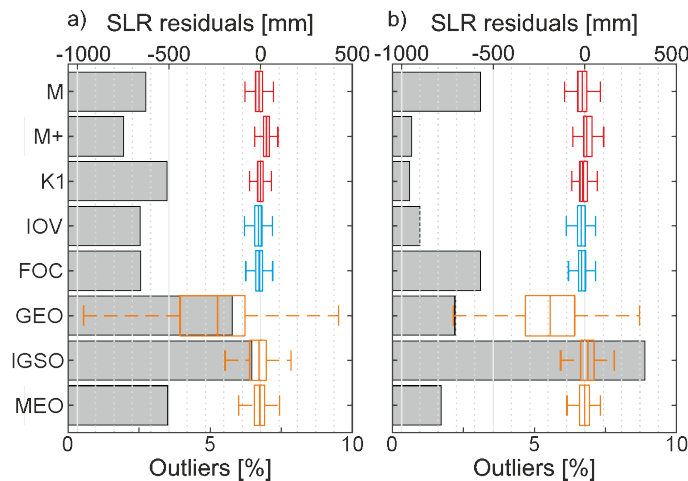 a) SLR residuals [mm]
-1000 -500 0 500
b) SLR residuals [mm]
-1000 -500 0 500
M
M+
K1
IOV
FOC
GEO
IGSO
MEO
0 5 10
Outliers [%]
0 5 10
Outliers [%]